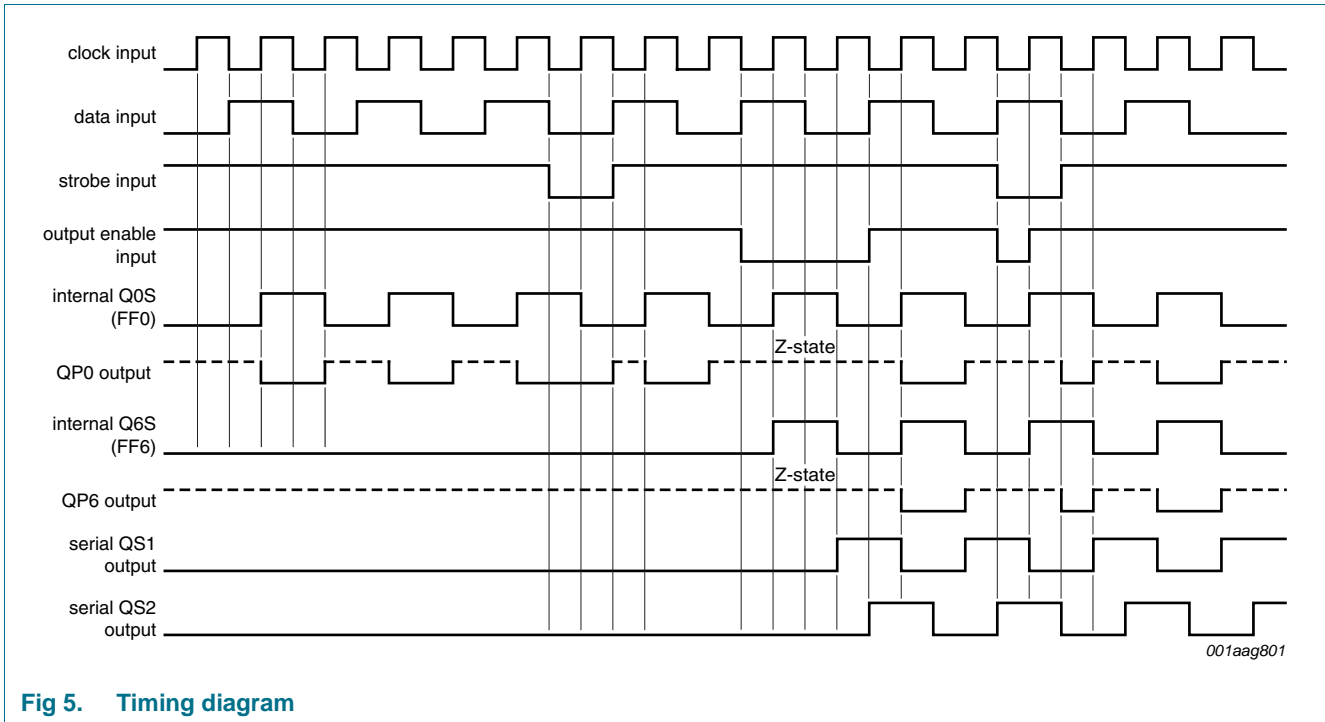 clock input
data input
strobe input
output enable
input
internal Q0S
(FF0)
Z-state
QP0 output
internal Q6S
(FF6)
Z-state
QP6 output
serial QS1
output
serial QS2
output
001aag801
Fig 5. Timing diagram